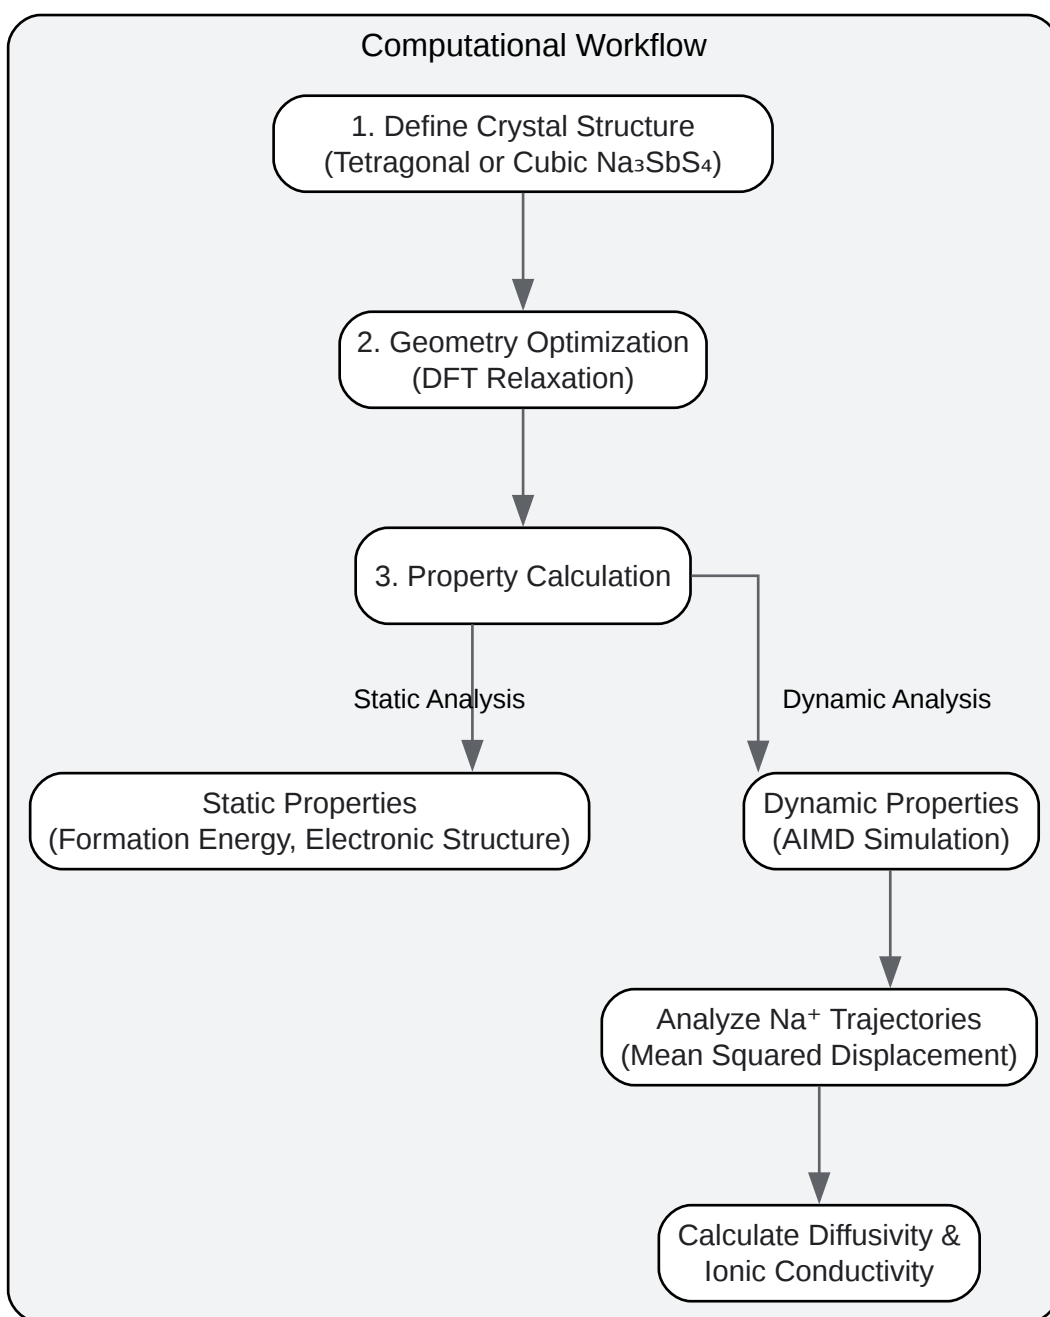 Computational Workflow
1. Define Crystal Structure
(Tetragonal or Cubic Na₃SbS₄)
2. Geometry Optimization
(DFT Relaxation)
3. Property Calculation
Static Analysis
Dynamic Analysis
Static Properties
(Formation Energy, Electronic Structure)
Dynamic Properties
(AIMD Simulation)
Analyze Na⁺ Trajectories
(Mean Squared Displacement)
Calculate Diffusivity &
Ionic Conductivity